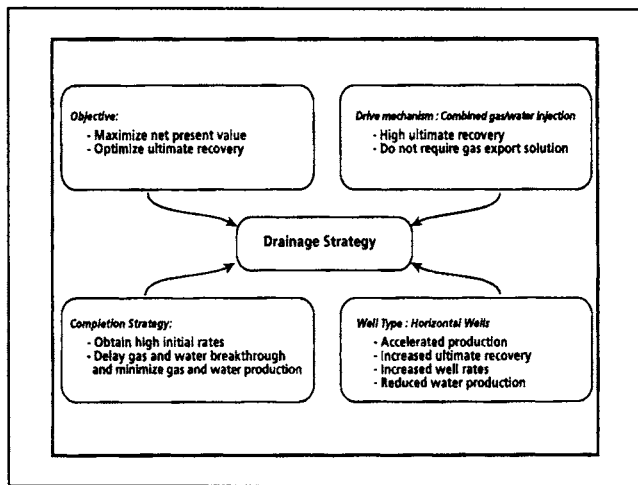 Objective:
- Maximize net present value
- Optimize ultimate recovery
Drive mechanism : Combined gas/water injection
- High ultimate recovery
- Do not require gas export solution
Drainage Strategy
Completion Strategy:
- Obtain high initial rates
- Delay gas and water breakthrough
and minimize gas and water production
Well Type : Horizontal Wells
- Accelerated production
- Increased ultimate recovery
- Increased well rates
- Reduced water production